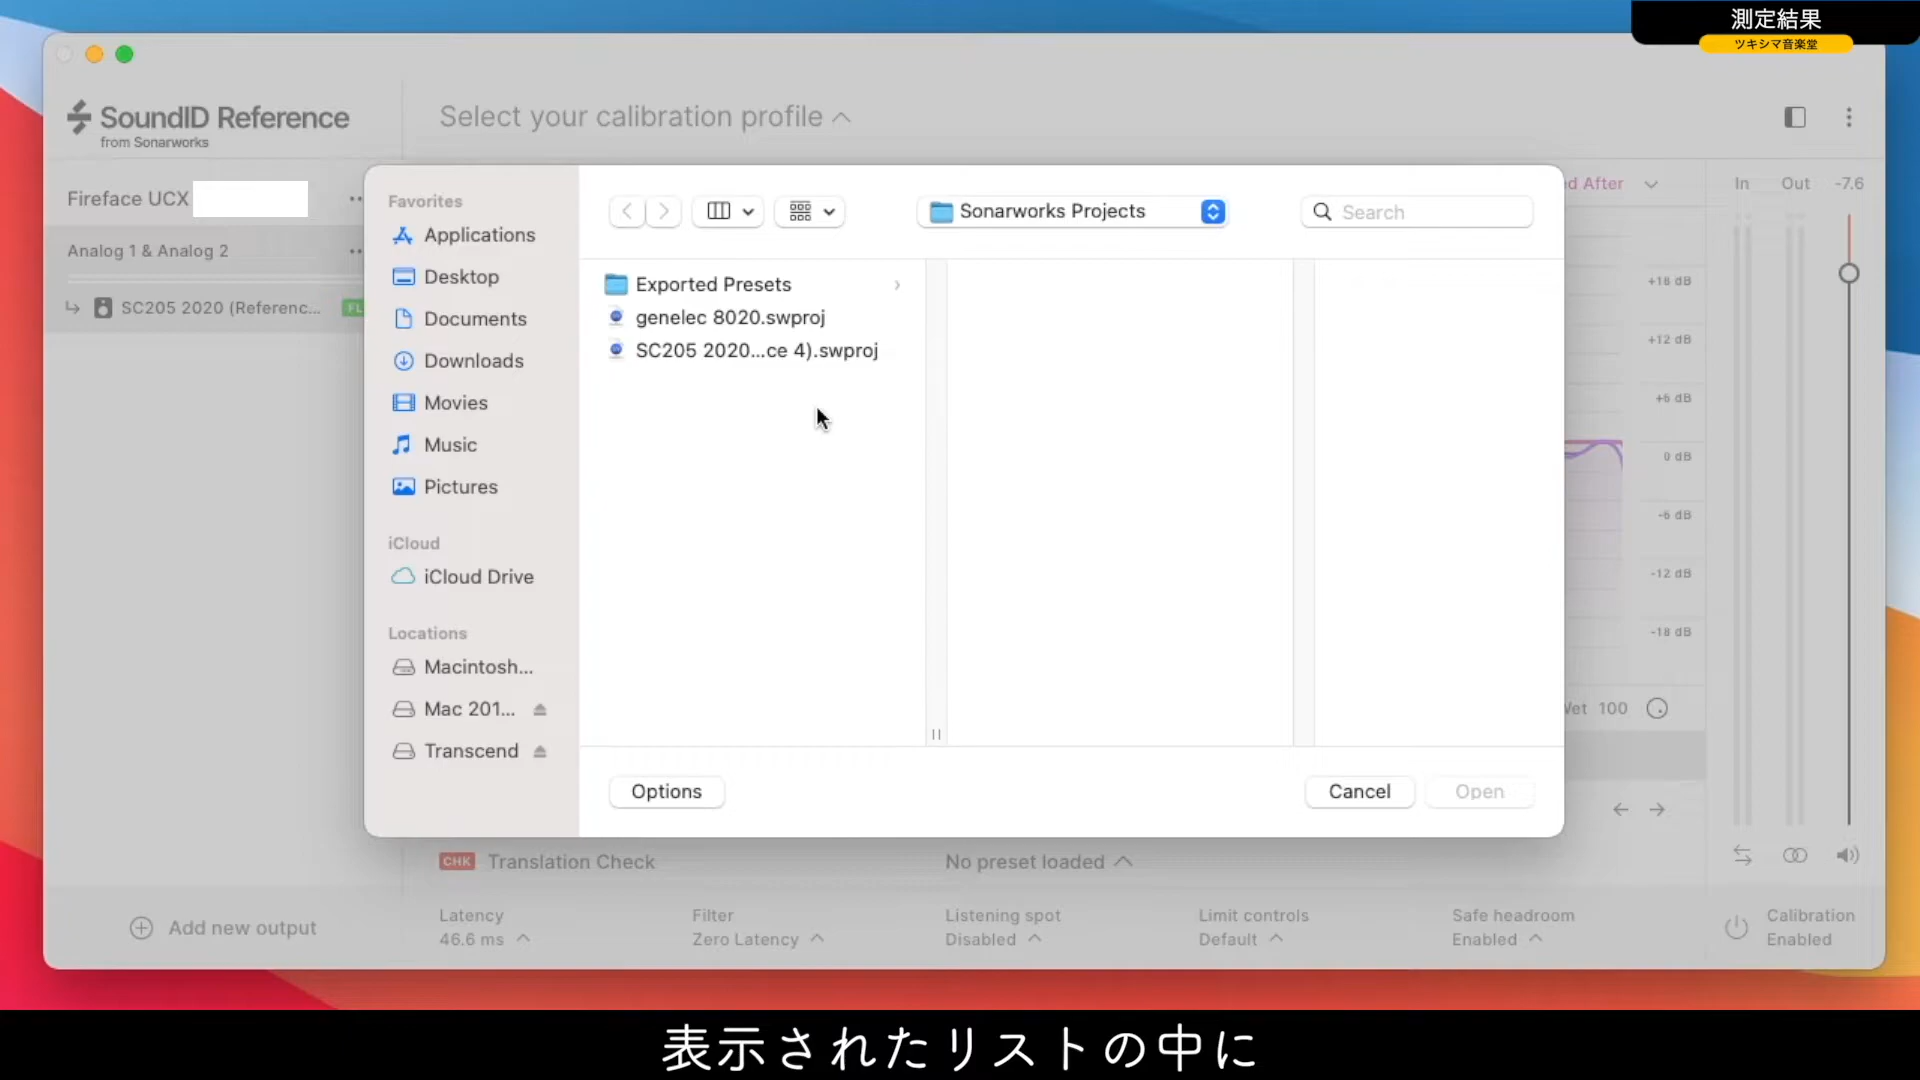 測定結果
ツキシマ音楽堂
SoundID Reference
from Sonarworks
Select your calibration profile
Fireface UCX
Analog 1 & Analog 2
SC205 2020 (Referenc...
FL
Favorites
Applications
Desktop
Documents
Downloads
Movies
Music
Pictures
iCloud
iCloud Drive
Locations
Macintosh...
Mac 201...
Transcend
Sonarworks Projects
Search
Exported Presets
genelec 8020.swproj
SC205 2020...ce 4).swproj
Options
Cancel
Open
d After
In
Out
-7.6
+18 dB
+12 dB
+6 dB
0 dB
-6 dB
-12 dB
-18 dB
Wet 100
CHK Translation Check
No preset loaded
Add new output
Latency
46.6 ms
Filter
Zero Latency
Listening spot
Disabled
Limit controls
Default
Safe headroom
Enabled
Calibration
Enabled
表示されたリストの中に